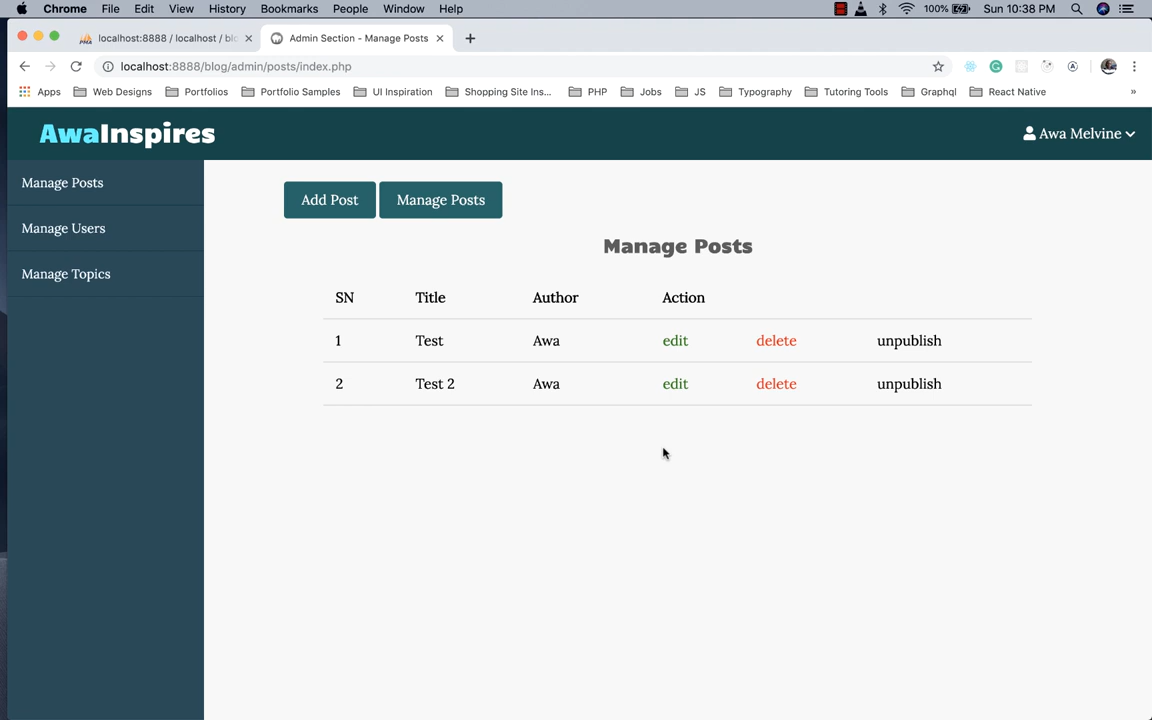 Chrome File Edit View History Bookmarks People Window Help 100% Sun 10:38 PM
localhost:8888 / localhost / blo Admin Section - Manage Posts
localhost:8888/blog/admin/posts/index.php
Apps Web Designs Portfolios Portfolio Samples UI Inspiration Shopping Site Ins... PHP Jobs JS Typography Tutoring Tools Graphql React Native »
AwaInspires Awa Melvine
Manage Posts
Manage Users
Manage Topics
Add Post Manage Posts
Manage Posts
SN Title Author Action
1 Test Awa edit delete unpublish
2 Test 2 Awa edit delete unpublish